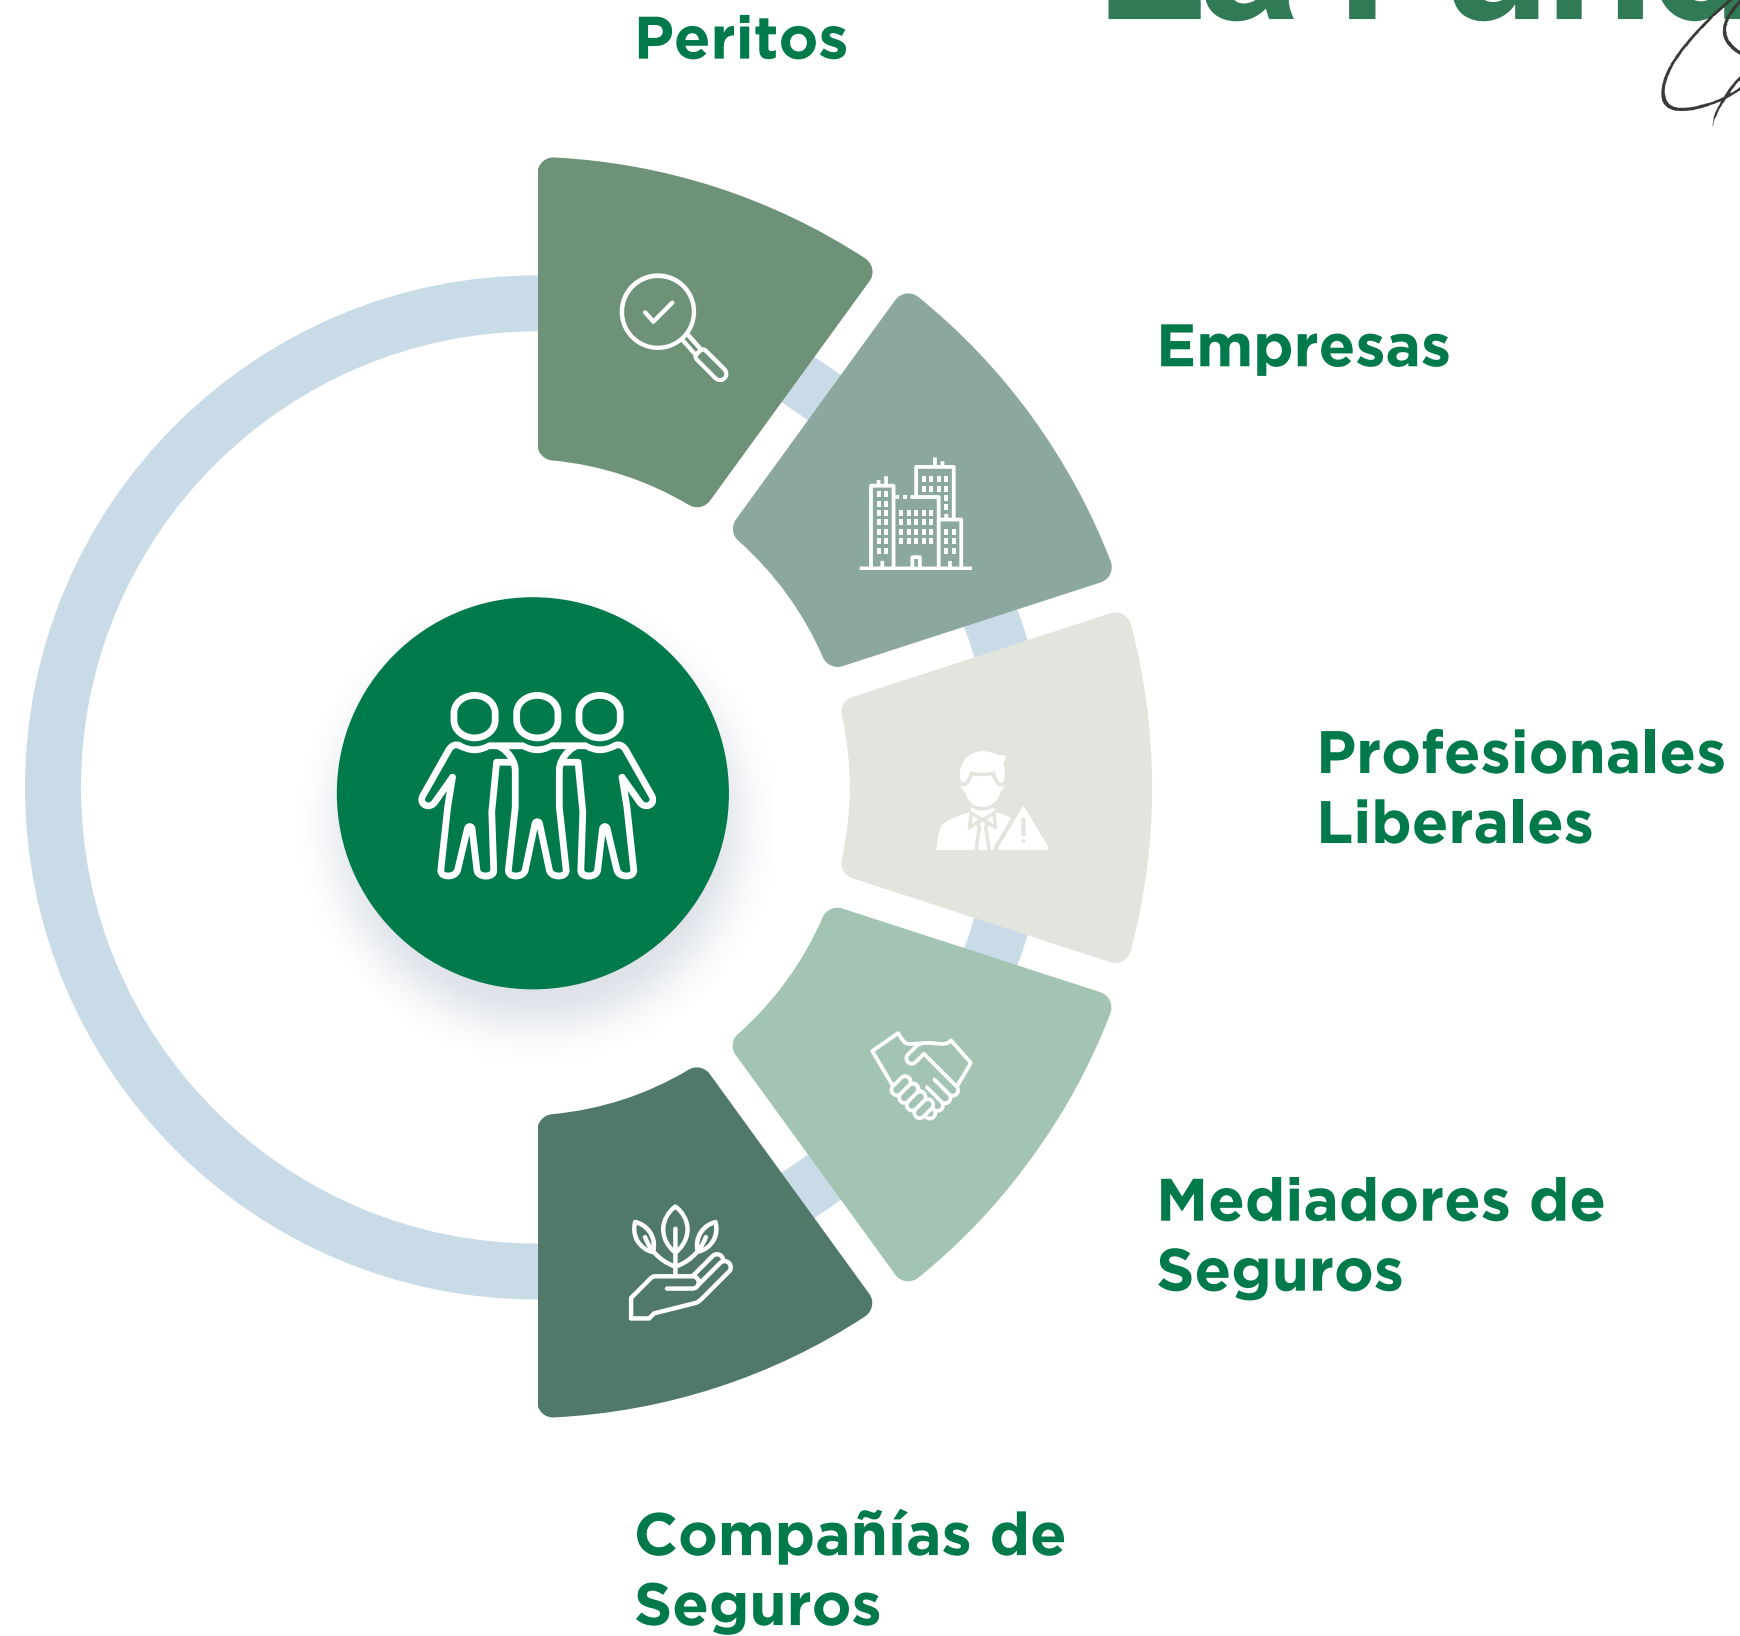 Peritos
Empresas
Profesionales
Liberales
Mediadores de
Seguros
Compañías de
Seguros